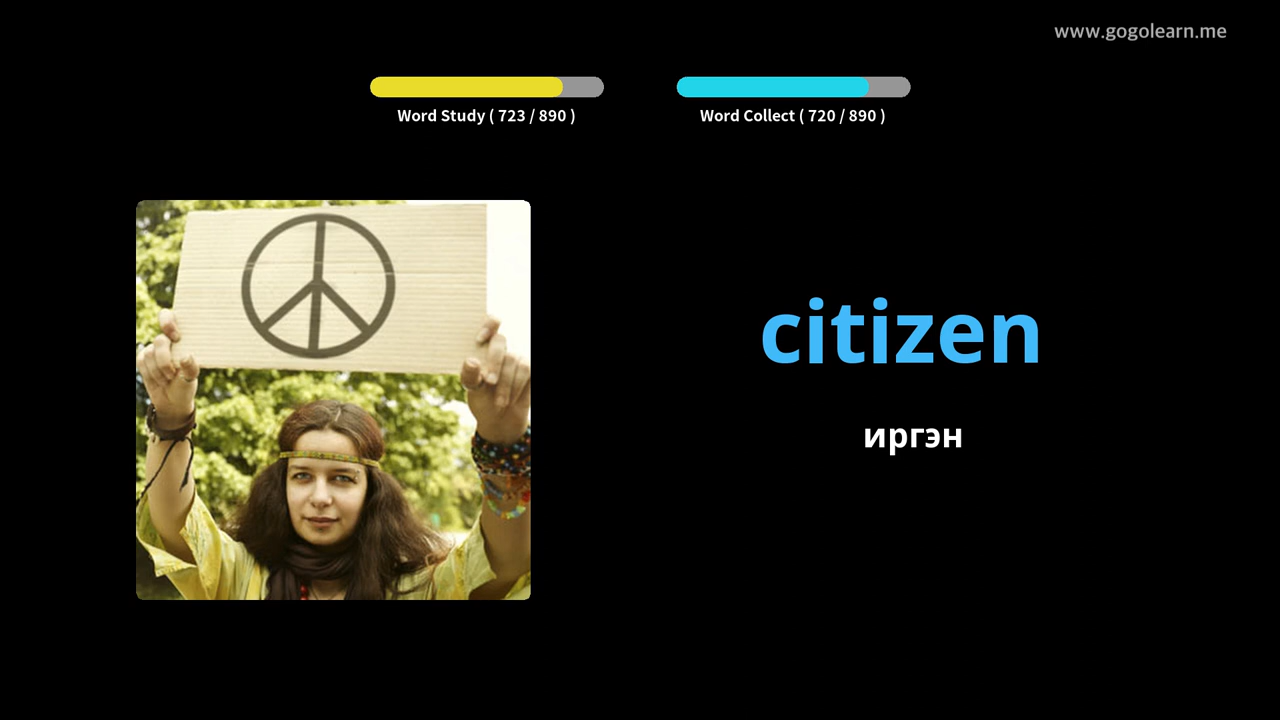 www.gogolearn.me
Word Study ( 723 / 890 )
Word Collect ( 720 / 890 )
citizen
иргэн